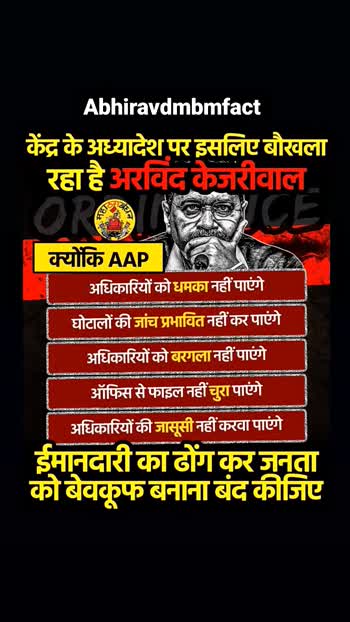 Abhiravdmbmfact
केंद्र के अध्यादेश पर इसलिए बौखला
रहा है अरविंद केजरीवाल
क्योंकि AAP
अधिकारियों को धमका नहीं पाएंगे
घोटालों की जांच प्रभावित नहीं कर पाएंगे
अधिकारियों को बरगला नहीं पाएंगे
ऑफिस से फाइल नहीं चुरा पाएंगे
अधिकारियों की जासूसी नहीं करवा पाएंगे
ईमानदारी का ढोंग कर जनता
को बेवकूफ बनाना बंद कीजिए